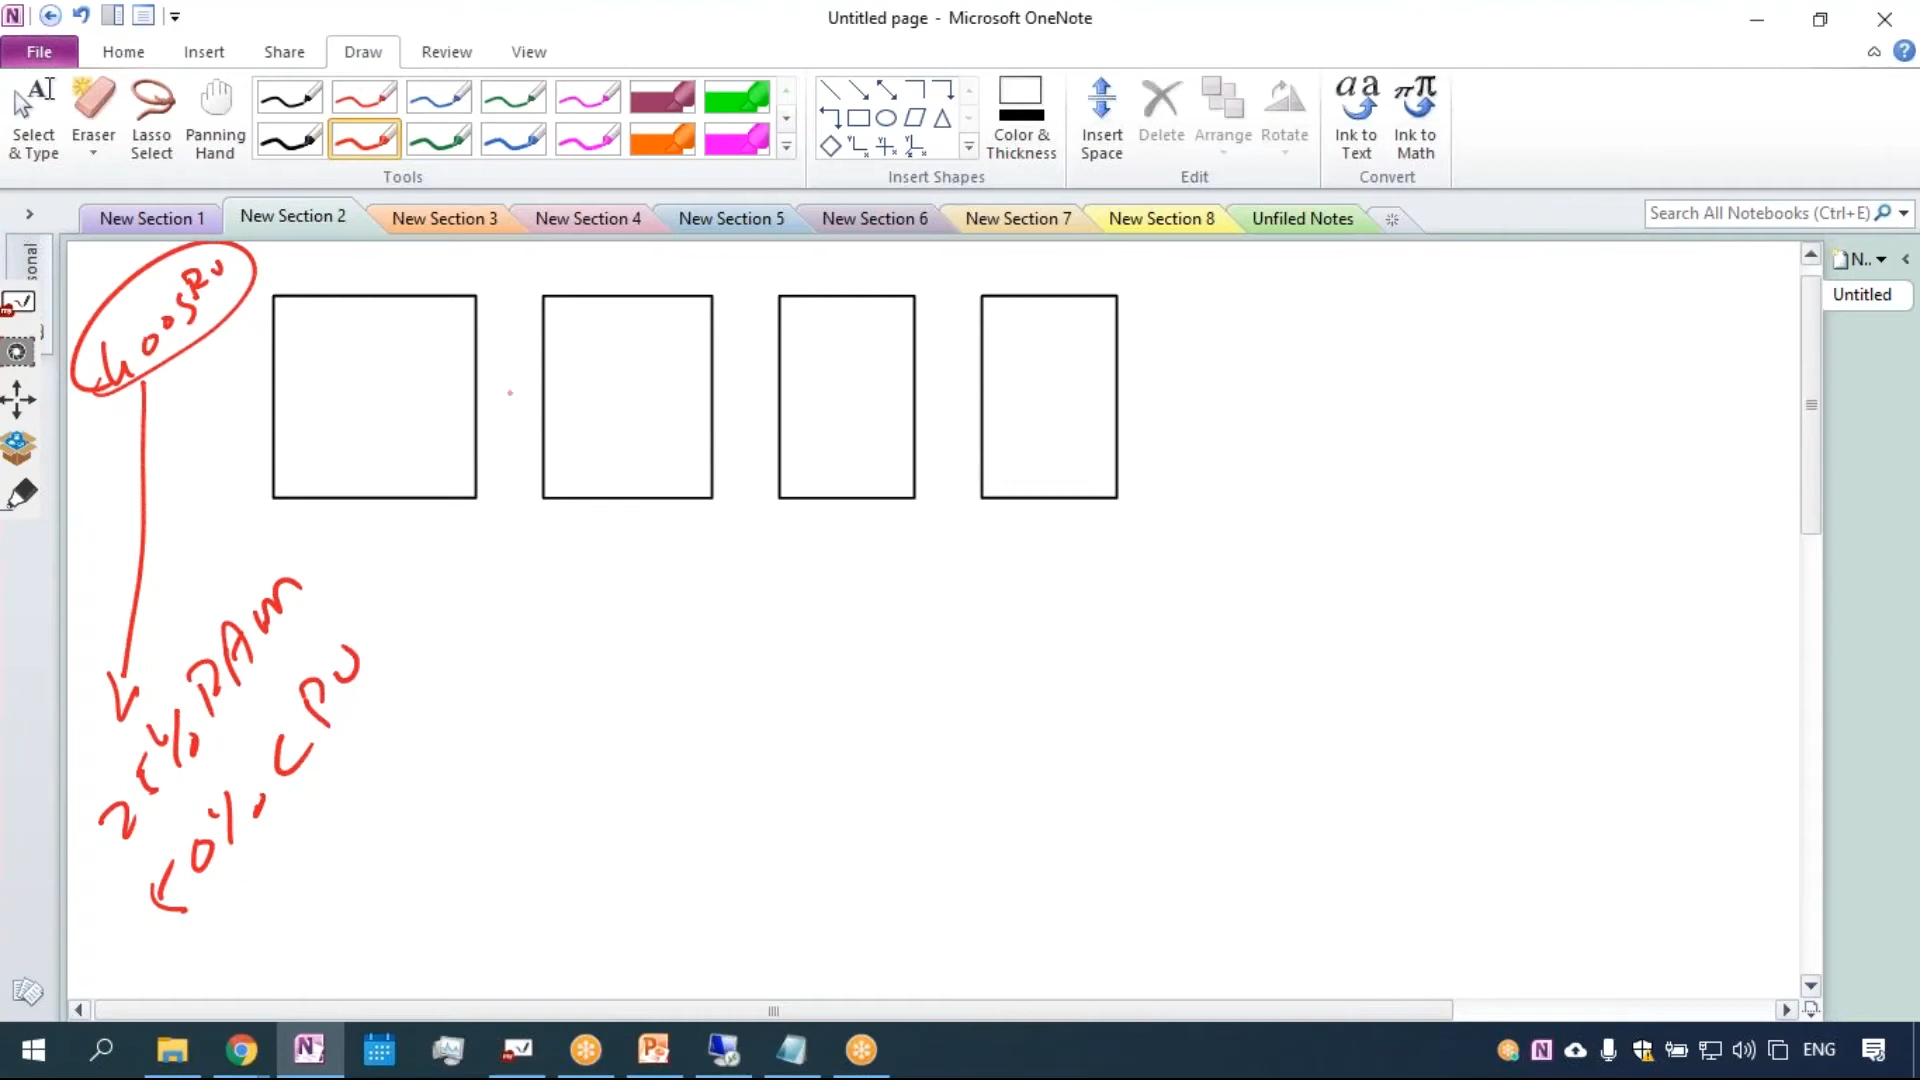 Untitled page - Microsoft OneNote
File Home Insert Share Draw Review View
Select & Type
Eraser
Lasso Select
Panning Hand
Color & Thickness
Insert Space
Delete
Arrange
Rotate
Ink to Text
Ink to Math
Tools
Insert Shapes
Edit
Convert
New Section 1 New Section 2 New Section 3 New Section 4 New Section 5 New Section 6 New Section 7 New Section 8 Unfiled Notes
Search All Notebooks (Ctrl+E)
sonal
N..
Untitled
25% RAM
50% CPU
ENG